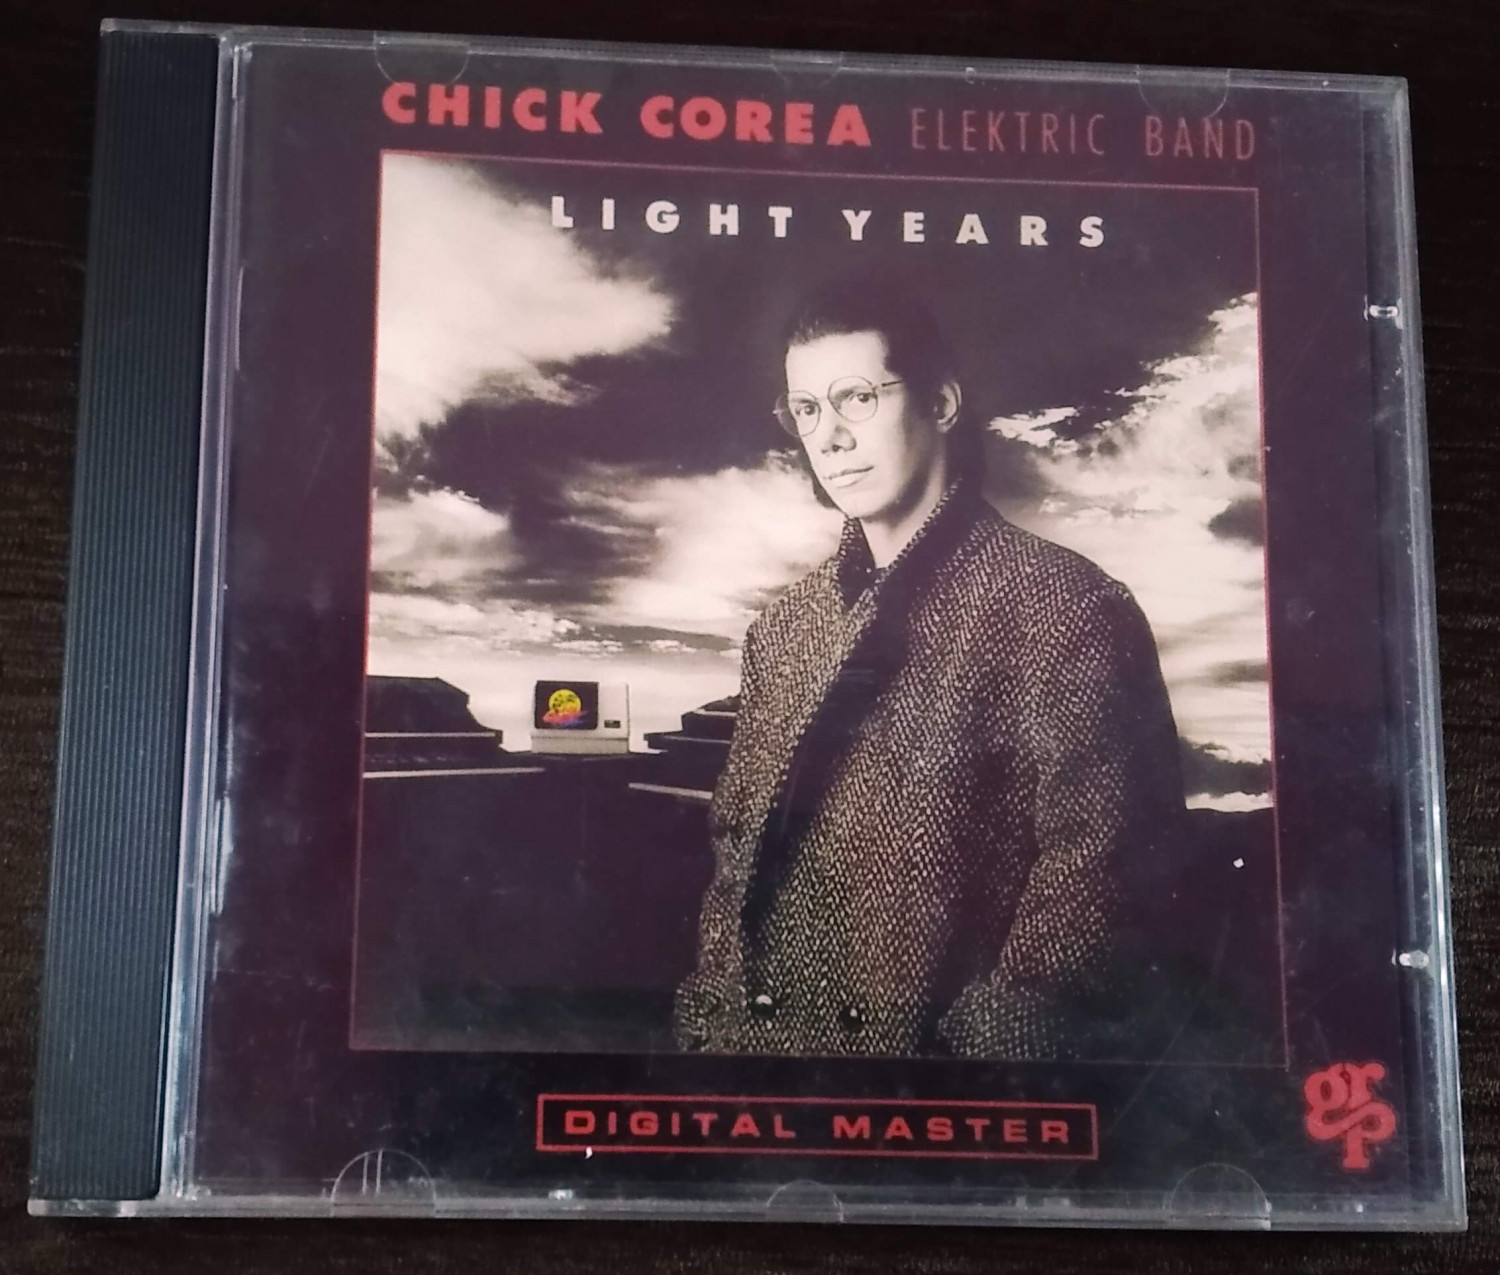 CHICK COREA ELEKTRIC BAND
LIGHT YEARS
DIGITAL MASTER
grp